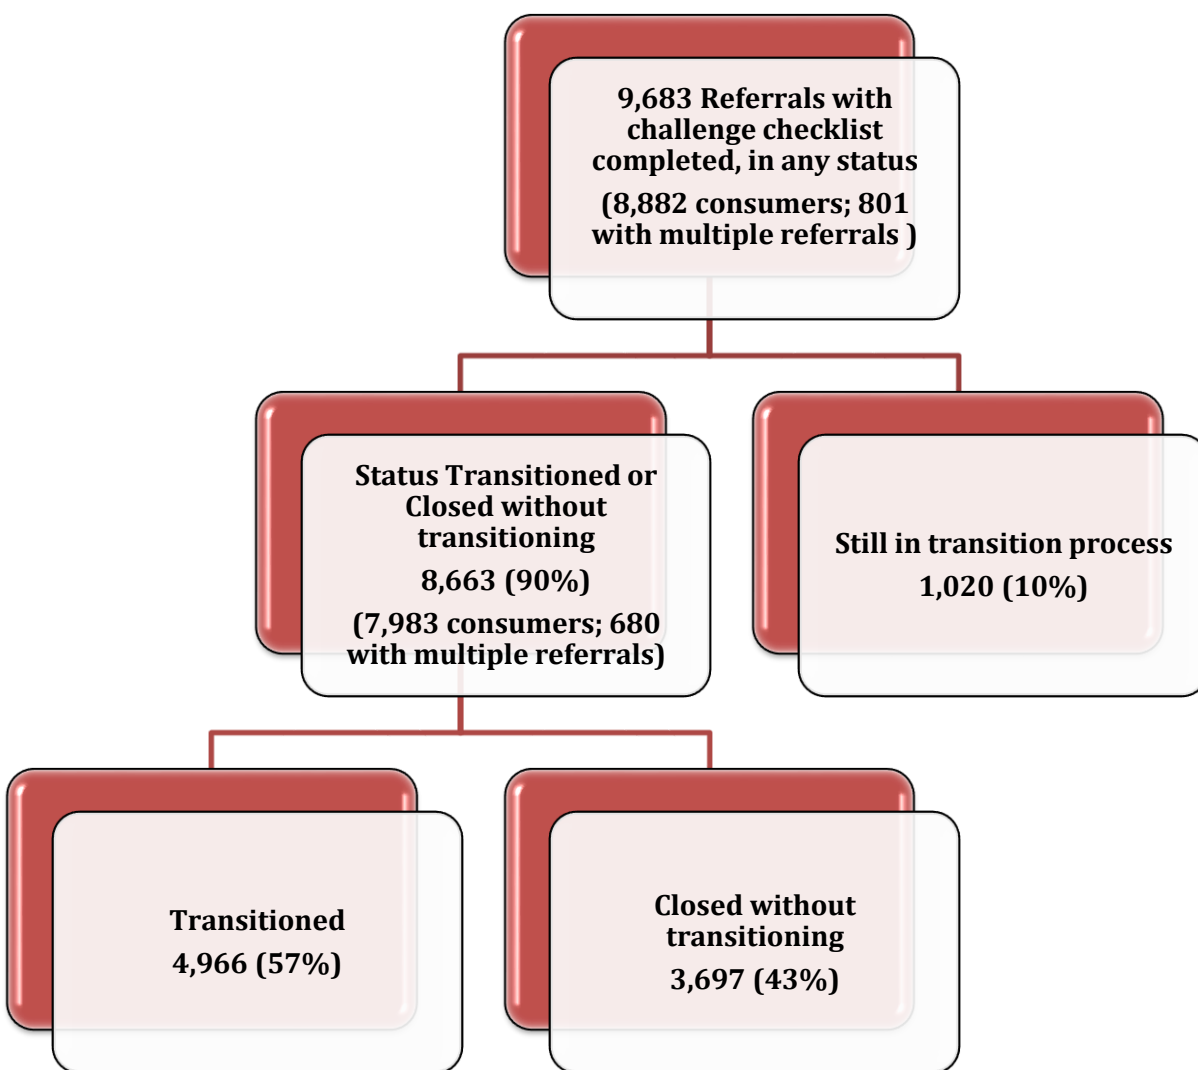 9,683 Referrals with
challenge checklist
completed, in any status
(8,882 consumers; 801
with multiple referrals )
Status Transitioned or
Closed without
transitioning
8,663 (90%)
(7,983 consumers; 680
with multiple referrals)
Still in transition process
1,020 (10%)
Transitioned
4,966 (57%)
Closed without
transitioning
3,697 (43%)